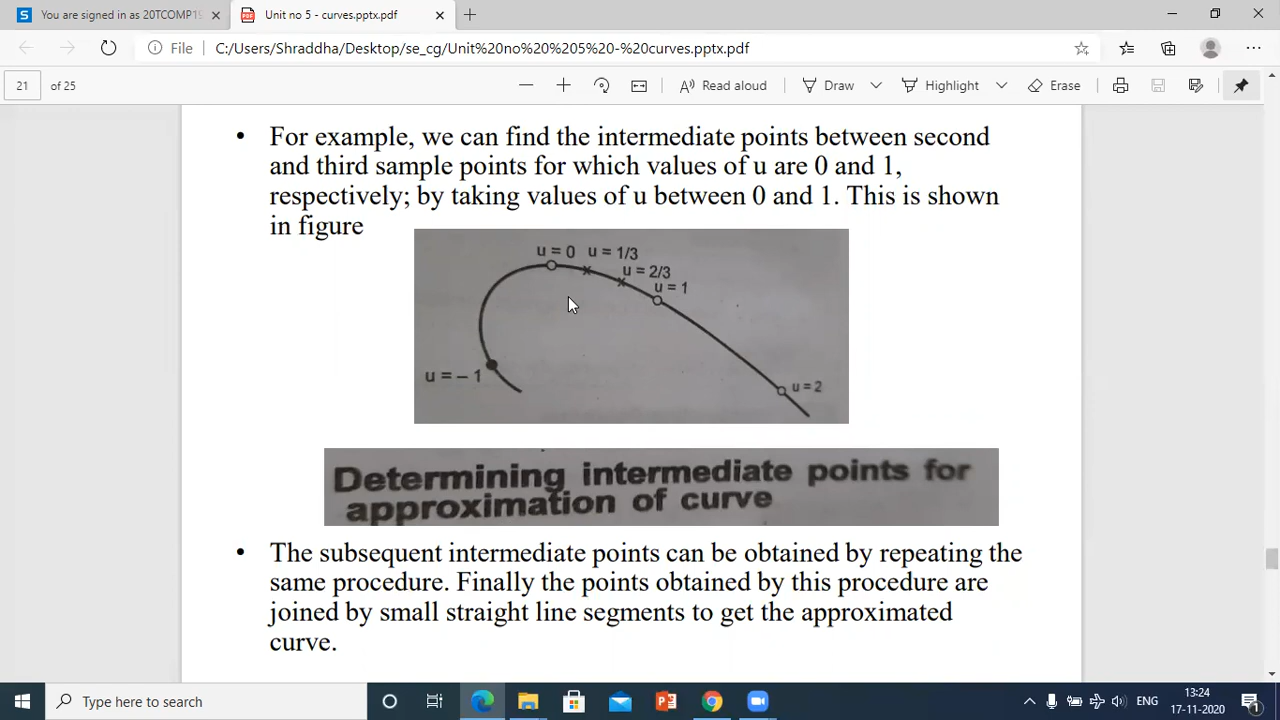 You are signed in as 20TCOMP19
Unit no 5 - curves.pptx.pdf
File
C:/Users/Shraddha/Desktop/se_cg/Unit%20no%20%205%20-%20curves.pptx.pdf
21 of 25
Read aloud
Draw
Highlight
Erase
• For example, we can find the intermediate points between second
and third sample points for which values of u are 0 and 1,
respectively; by taking values of u between 0 and 1. This is shown
in figure
u = 0 u = 1/3
u = 2/3
u = 1
u = – 1
u = 2
Determining intermediate points for
approximation of curve
• The subsequent intermediate points can be obtained by repeating the
same procedure. Finally the points obtained by this procedure are
joined by small straight line segments to get the approximated
curve.
Type here to search
ENG
13:24
17-11-2020